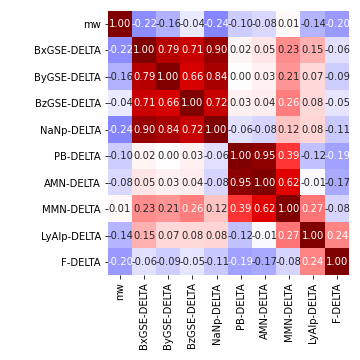 mw 1.00 -0.22 -0.16 -0.04 -0.24 -0.10 -0.08 0.01 -0.14 -0.20
BxGSE-DELTA -0.22 1.00 0.79 0.71 0.90 0.02 0.05 0.23 0.15 -0.06
ByGSE-DELTA -0.16 0.79 1.00 0.66 0.84 0.00 0.03 0.21 0.07 -0.09
BzGSE-DELTA -0.04 0.71 0.66 1.00 0.72 0.03 0.04 0.26 0.08 -0.05
NaNp-DELTA -0.24 0.90 0.84 0.72 1.00 -0.06 -0.08 0.12 0.08 -0.11
PB-DELTA -0.10 0.02 0.00 0.03 -0.06 1.00 0.95 0.39 -0.12 -0.19
AMN-DELTA -0.08 0.05 0.03 0.04 -0.08 0.95 1.00 0.62 -0.01 -0.17
MMN-DELTA 0.01 0.23 0.21 0.26 0.12 0.39 0.62 1.00 0.27 -0.08
LyAlp-DELTA -0.14 0.15 0.07 0.08 0.08 -0.12 -0.01 0.27 1.00 0.24
F-DELTA -0.20 -0.06 -0.09 -0.05 -0.11 -0.19 -0.17 -0.08 0.24 1.00
mw
BxGSE-DELTA
ByGSE-DELTA
BzGSE-DELTA
NaNp-DELTA
PB-DELTA
AMN-DELTA
MMN-DELTA
LyAlp-DELTA
F-DELTA